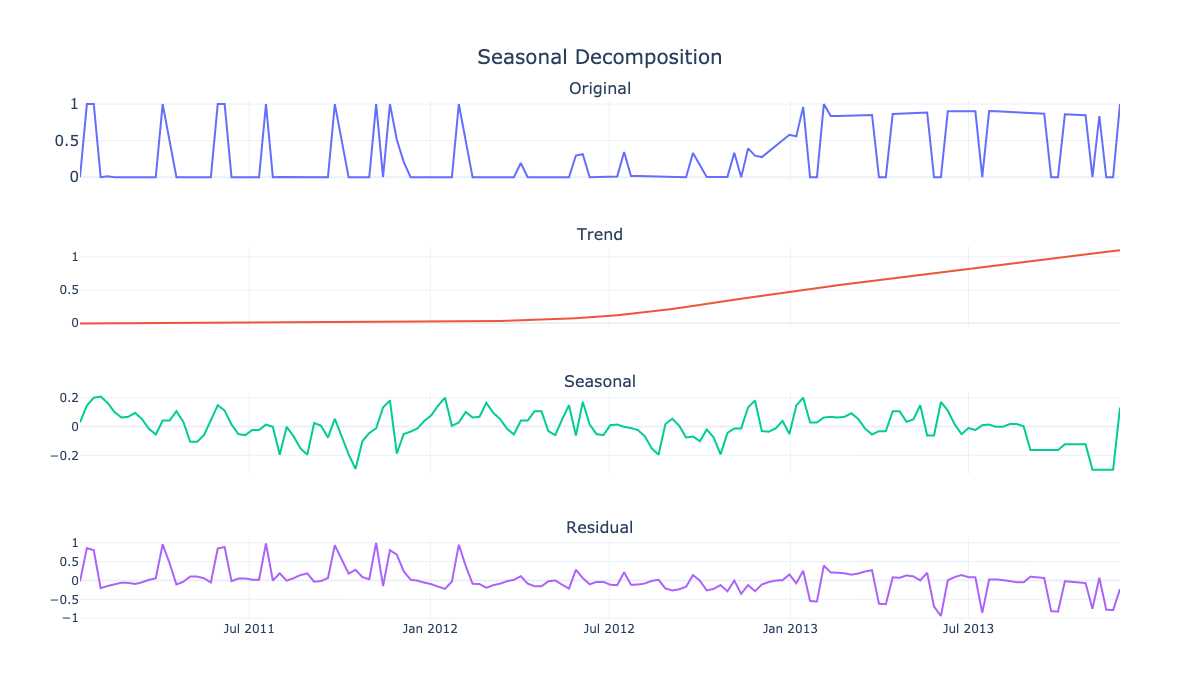 Seasonal Decomposition
Original
1
0.5
0
Trend
1
0.5
0
Seasonal
0.2
0
−0.2
Residual
1
0.5
0
−0.5
−1
Jul 2011 Jan 2012 Jul 2012 Jan 2013 Jul 2013